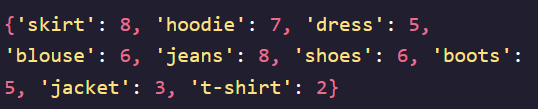 {'skirt': 8, 'hoodie': 7, 'dress': 5,
'blouse': 6, 'jeans': 8, 'shoes': 6, 'boots':
5, 'jacket': 3, 't-shirt': 2}